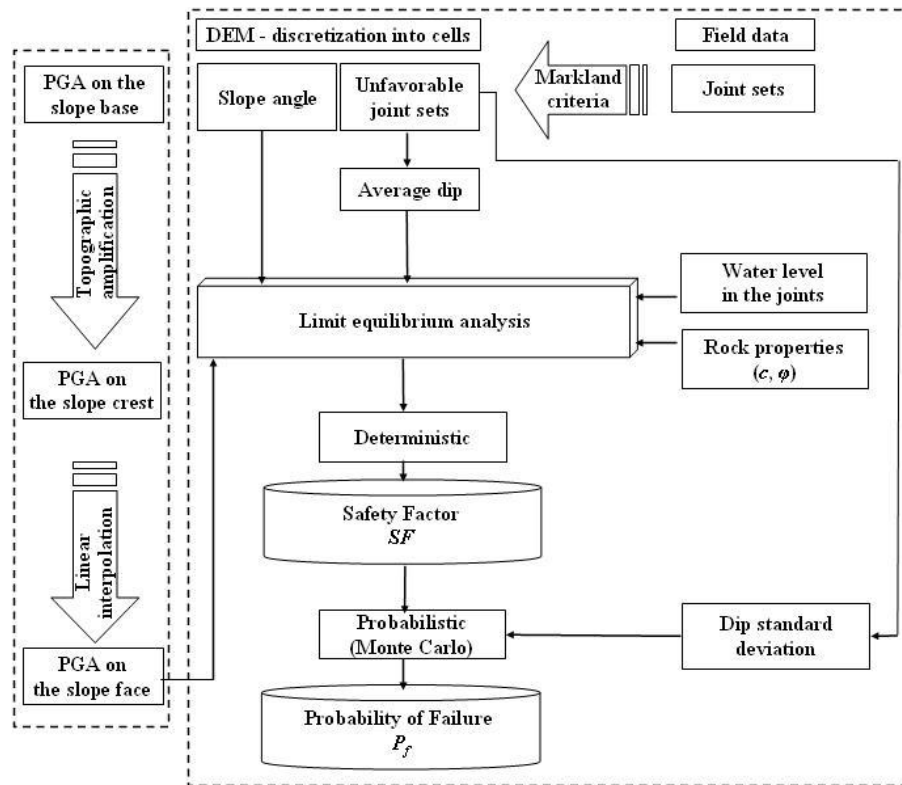 DEM - discretization into cells
Field data
PGA on the
slope base
Slope angle
Unfavorable
joint sets
Markland
criteria
Joint sets
Average dip
Topographic
amplification
Water level
in the joints
Limit equilibrium analysis
Rock properties
(c, φ)
PGA on
the slope crest
Deterministic
Linear
interpolation
Safety Factor
SF
Probabilistic
(Monte Carlo)
Dip standard
deviation
PGA on
the slope face
Probability of Failure
Pf